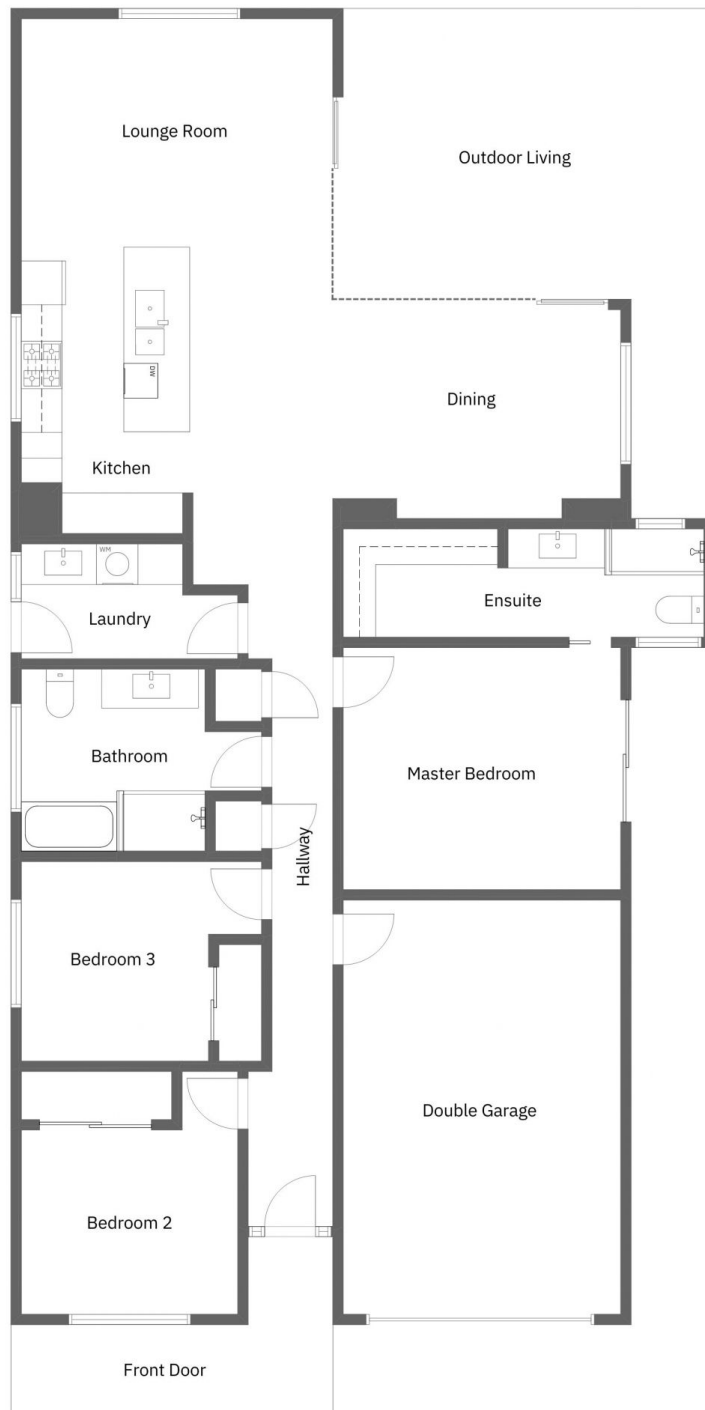 Lounge Room
Outdoor Living
DW
Dining
Kitchen
WM
Laundry
Ensuite
Bathroom
Master Bedroom
Hallway
Bedroom 3
Double Garage
Bedroom 2
Front Door